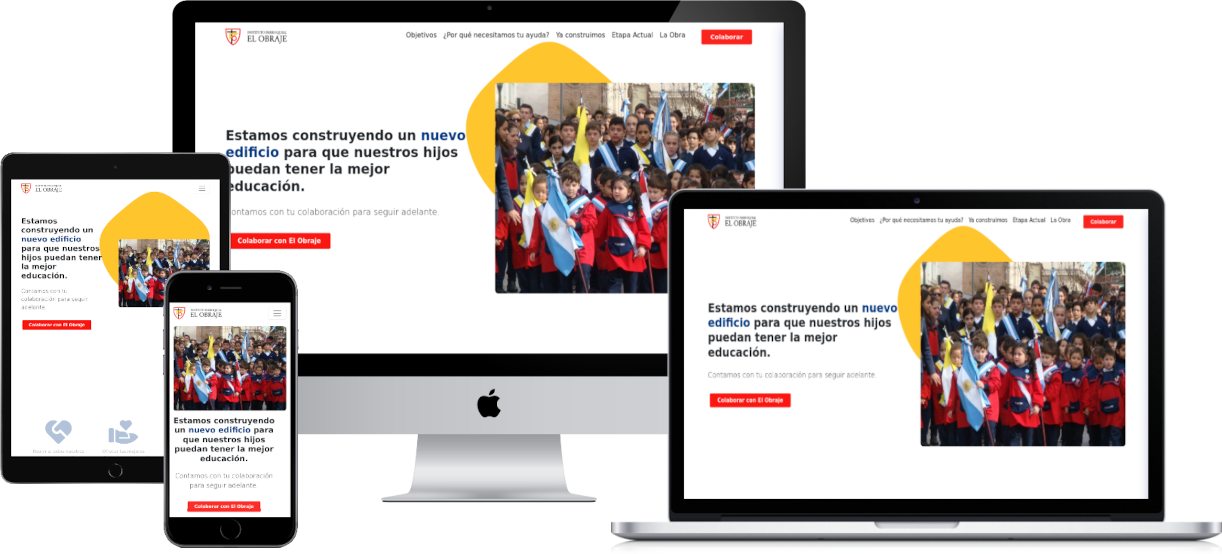 INSTITUTO PARROQUIAL
EL OBRAJE
Objetivos ¿Por qué necesitamos tu ayuda? Ya construimos Etapa Actual La Obra Colaborar
Estamos construyendo un nuevo
edificio para que nuestros hijos
puedan tener la mejor
educación.
Contamos con tu colaboración para seguir adelante.
Colaborar con El Obraje
EL OBRAJE
Estamos
construyendo un
nuevo edificio
para que nuestros
hijos puedan tener
la mejor
educación.
Contamos con tu
colaboración para seguir
adelante.
Colaborar con El Obraje
EL OBRAJE
Estamos construyendo
un nuevo edificio para
que nuestros hijos
puedan tener la mejor
educación.
Contamos con tu colaboración
para seguir adelante.
Colaborar con El Obraje
INSTITUTO PARROQUIAL
EL OBRAJE
Objetivos ¿Por qué necesitamos tu ayuda? Ya construimos Etapa Actual La Obra Colaborar
Estamos construyendo un nuevo
edificio para que nuestros hijos
puedan tener la mejor
educación.
Contamos con tu colaboración para seguir adelante.
Colaborar con El Obraje